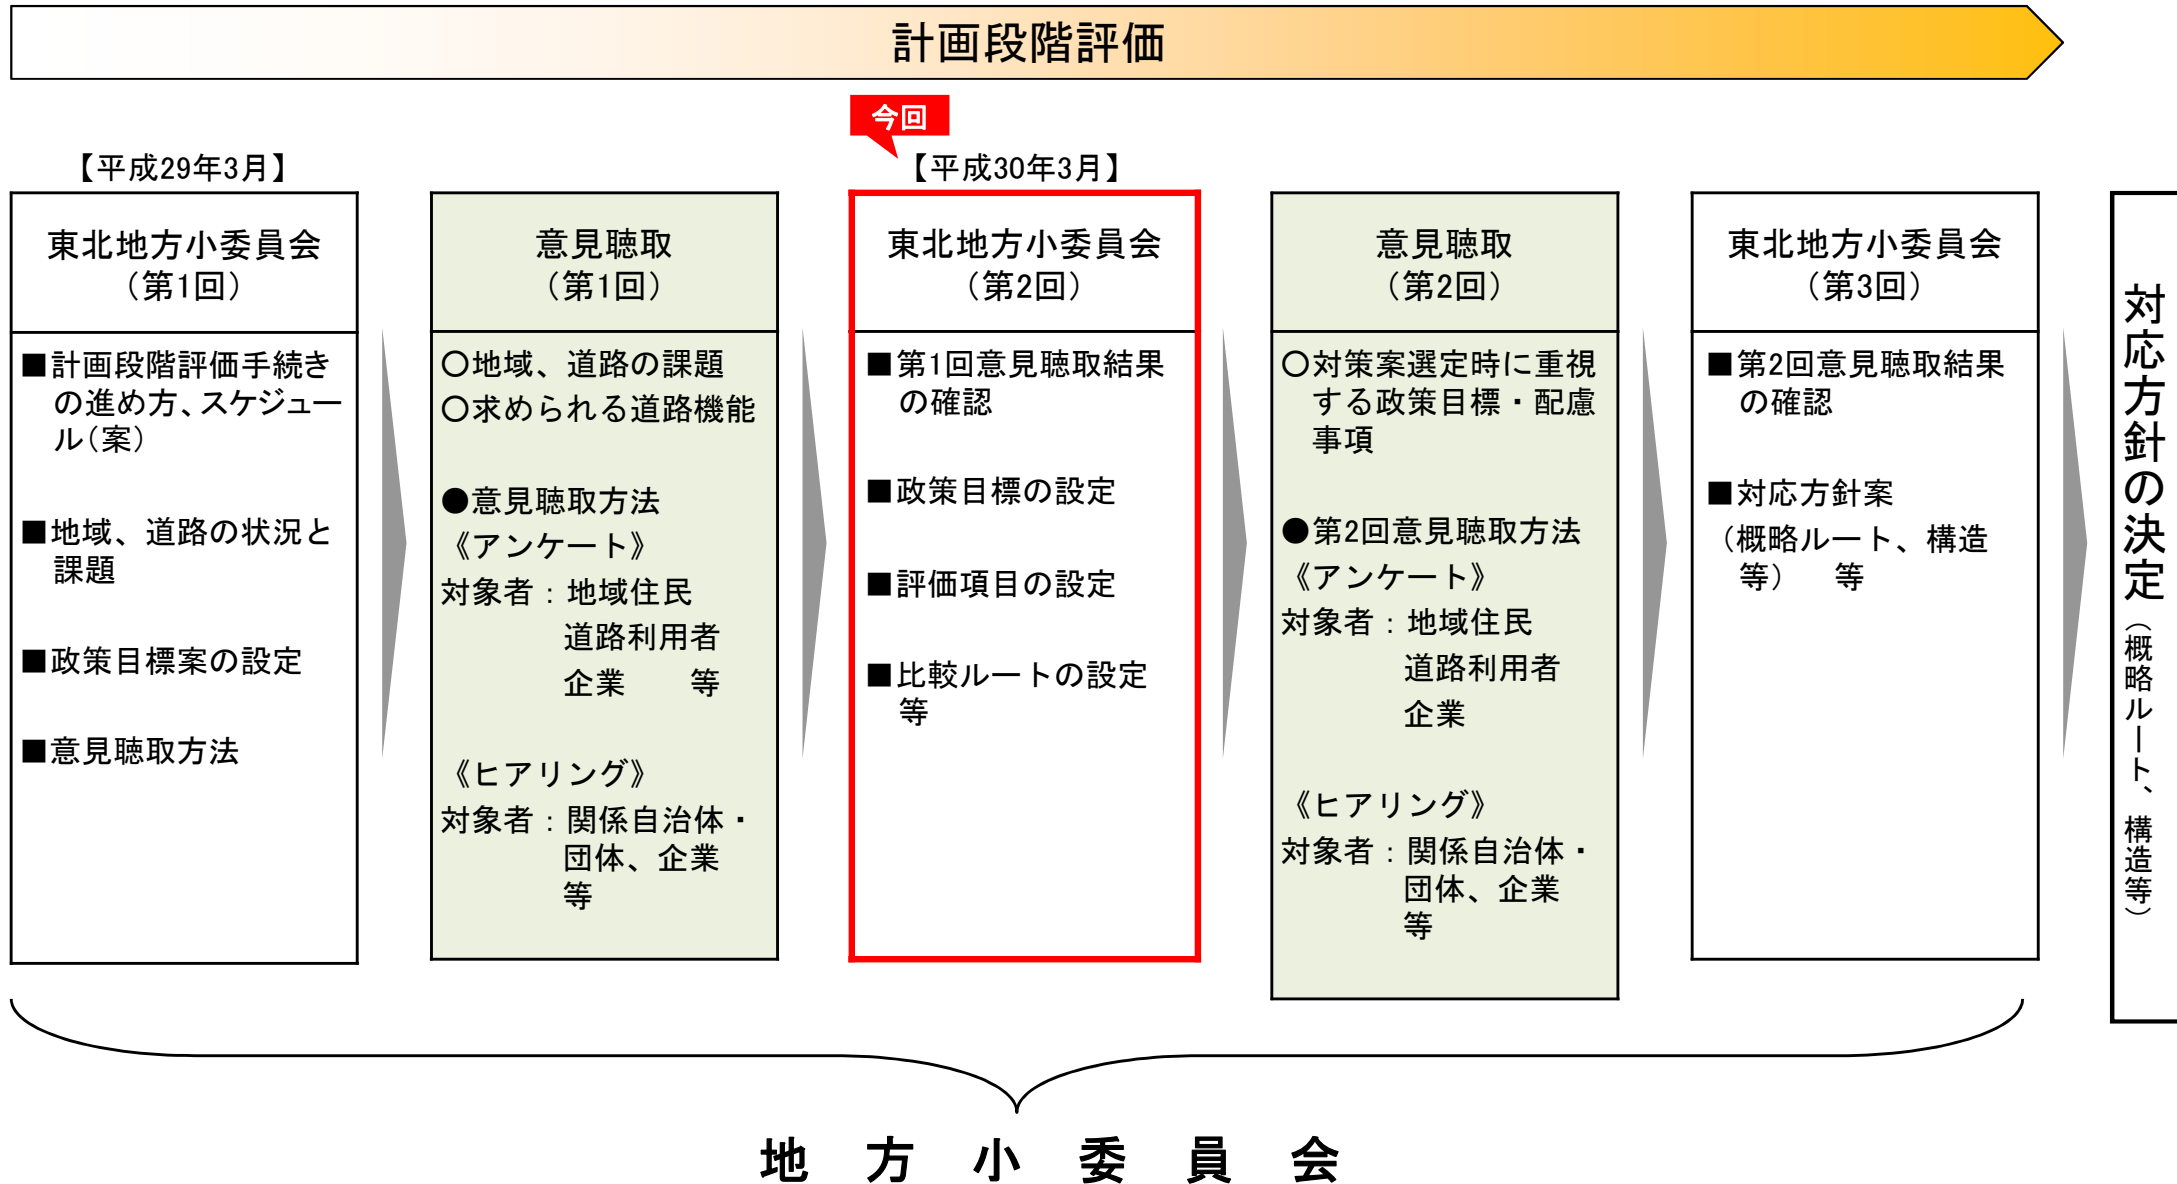 計画段階評価
今回
【平成29年3月】
東北地方小委員会
（第1回）
■計画段階評価手続き
の進め方、スケジュー
ル（案）
■地域、道路の状況と
課題
■政策目標案の設定
■意見聴取方法
意見聴取
（第1回）
○地域、道路の課題
○求められる道路機能
●意見聴取方法
《アンケート》
対象者：地域住民
道路利用者
企業　　等
《ヒアリング》
対象者：関係自治体・
団体、企業
等
【平成30年3月】
東北地方小委員会
（第2回）
■第1回意見聴取結果
の確認
■政策目標の設定
■評価項目の設定
■比較ルートの設定
等
意見聴取
（第2回）
○対策案選定時に重視
する政策目標・配慮
事項
●第2回意見聴取方法
《アンケート》
対象者：地域住民
道路利用者
企業
《ヒアリング》
対象者：関係自治体・
団体、企業
等
東北地方小委員会
（第3回）
■第2回意見聴取結果
の確認
■対応方針案
（概略ルート、構造
等）　等
対応方針の決定（概略ルート、構造等）
地　方　小　委　員　会